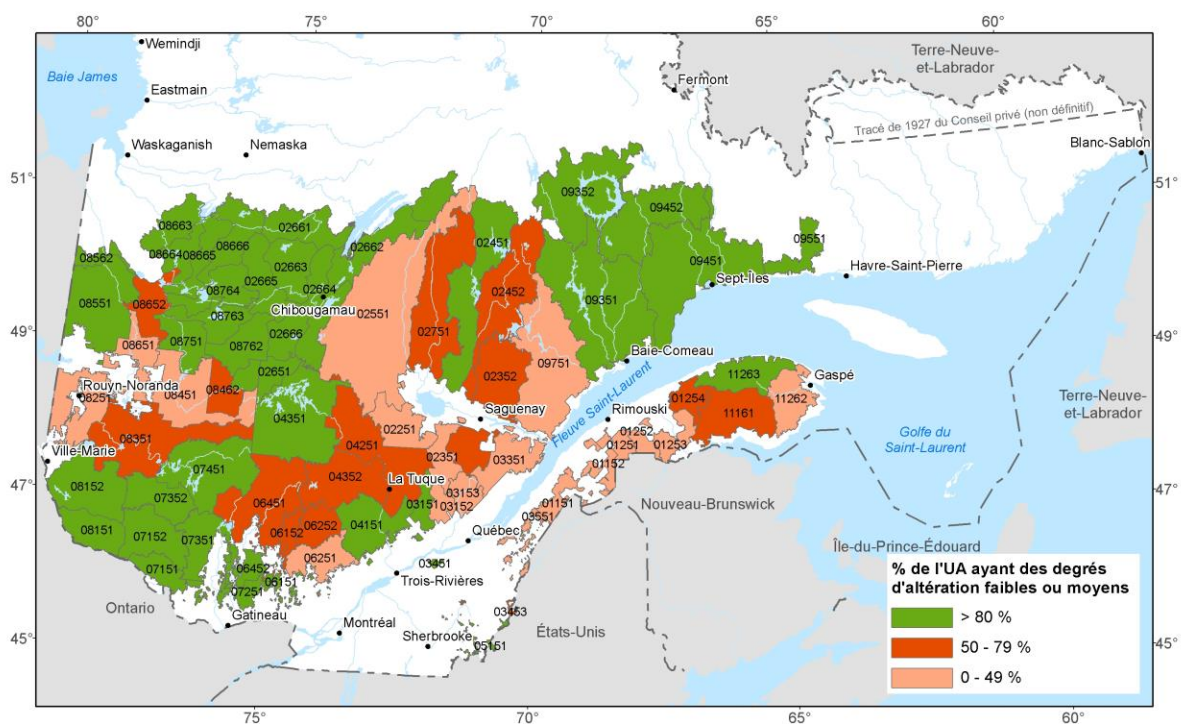 80°
75°
70°
65°
60°
Wemindji
Terre-Neuve-
et-Labrador
Baie James
Fermont
Eastmain
Tracé de 1927 du Conseil privé (non définitif)
Waskaganish
Nemaska
Blanc-Sablon
51°
51°
09352
08663
02661
09452
08562
08664
08665
08666
02662
02451
09551
02663
09451
Havre-Saint-Pierre
08764
02665
02664
Sept-Îles
08551
08652
Chibougamau
02452
09351
08763
02551
49°
49°
08651
08751
08762
02666
02751
09751
Baie-Comeau
02651
02352
11263
Gaspé
Rouyn-Noranda
08251
08451
08462
01254
11262
Terre-Neuve-
et-Labrador
04351
Saguenay
Rimouski
11161
Fleuve Saint-Laurent
08351
04251
02251
01252
01251
01253
Golfe du
Saint-Laurent
Ville-Marie
07451
02351
03351
01152
47°
47°
08152
07352
04352
La Tuque
03153
03152
06451
03151
01151
Nouveau-Brunswick
08151
07152
07351
06152
06252
04151
03551
Québec
Île-du-Prince-Édouard
07151
06452
06251
03451
06151
Trois-Rivières
07251
Ontario
Gatineau
03453
Montréal
États-Unis
Sherbrooke
05151
45°
45°
% de l'UA ayant des degrés
d'altération faibles ou moyens
> 80 %
50 - 79 %
0 - 49 %
75°
70°
65°
60°